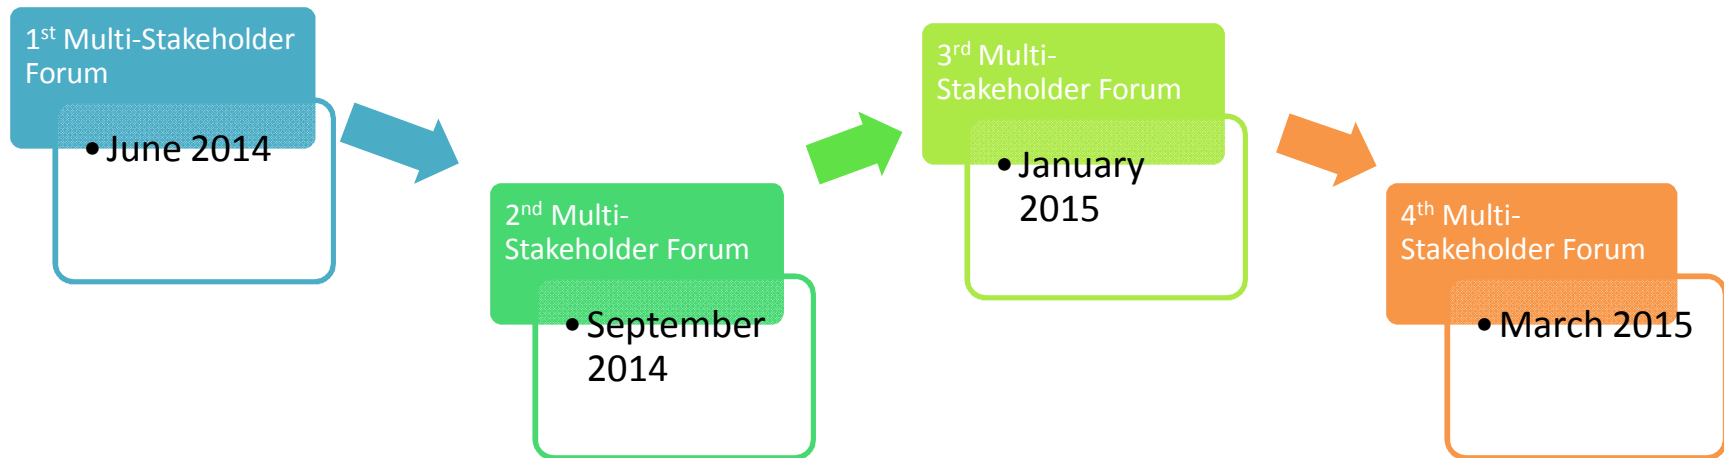 1st Multi-Stakeholder
Forum
• June 2014
2nd Multi-
Stakeholder Forum
• September
2014
3rd Multi-
Stakeholder Forum
• January
2015
4th Multi-
Stakeholder Forum
• March 2015